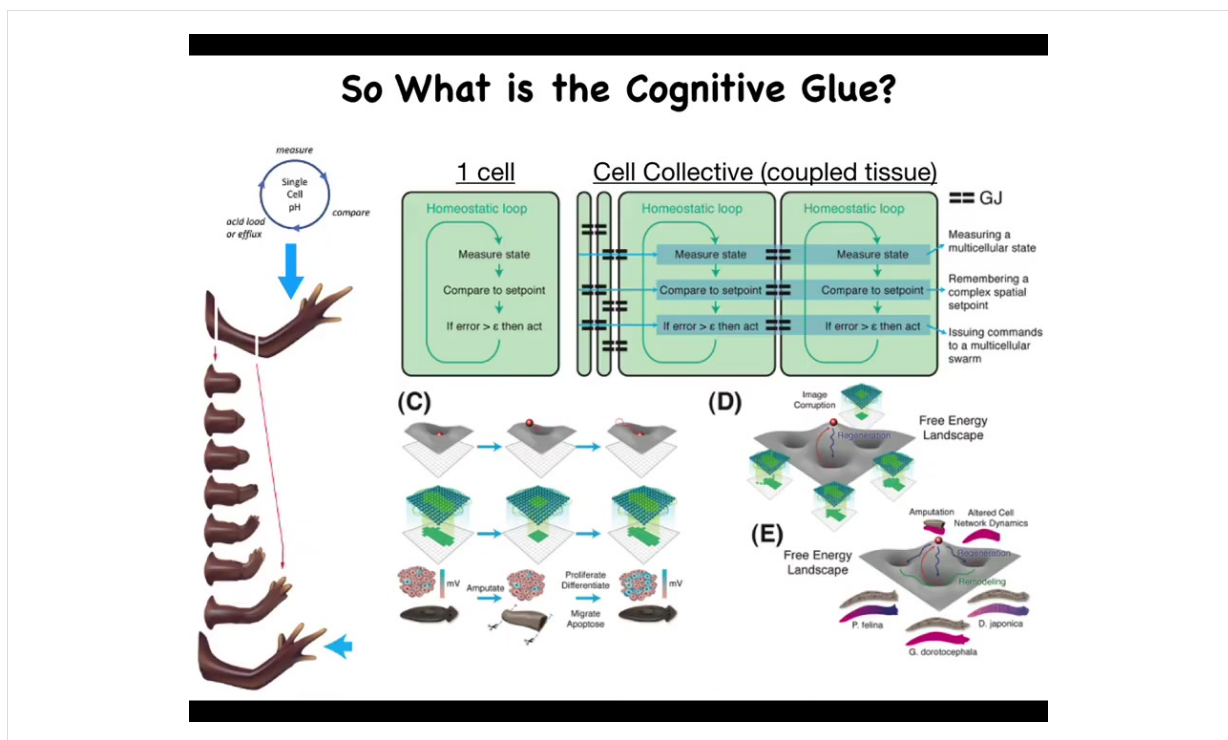 So What is the Cognitive Glue?
measure
Single
Cell
pH
compare
acid load
or efflux
1 cell
Cell Collective (coupled tissue)
GJ
Homeostatic loop
Measure state
Compare to setpoint
If error > ε then act
Homeostatic loop
Measure state
Compare to setpoint
If error > ε then act
Homeostatic loop
Measure state
Compare to setpoint
If error > ε then act
Measuring a
multicellular state
Remembering a
complex spatial
setpoint
Issuing commands
to a multicellular
swarm
(C)
mV
Amputate
Proliferate
Differentiate
Migrate
Apoptose
mV
(D)
Image
Corruption
Regeneration
Free Energy
Landscape
(E)
Amputation
Altered Cell
Network Dynamics
Free Energy
Landscape
Regeneration
Remodeling
P. felina
D. japonica
G. dorotocephala